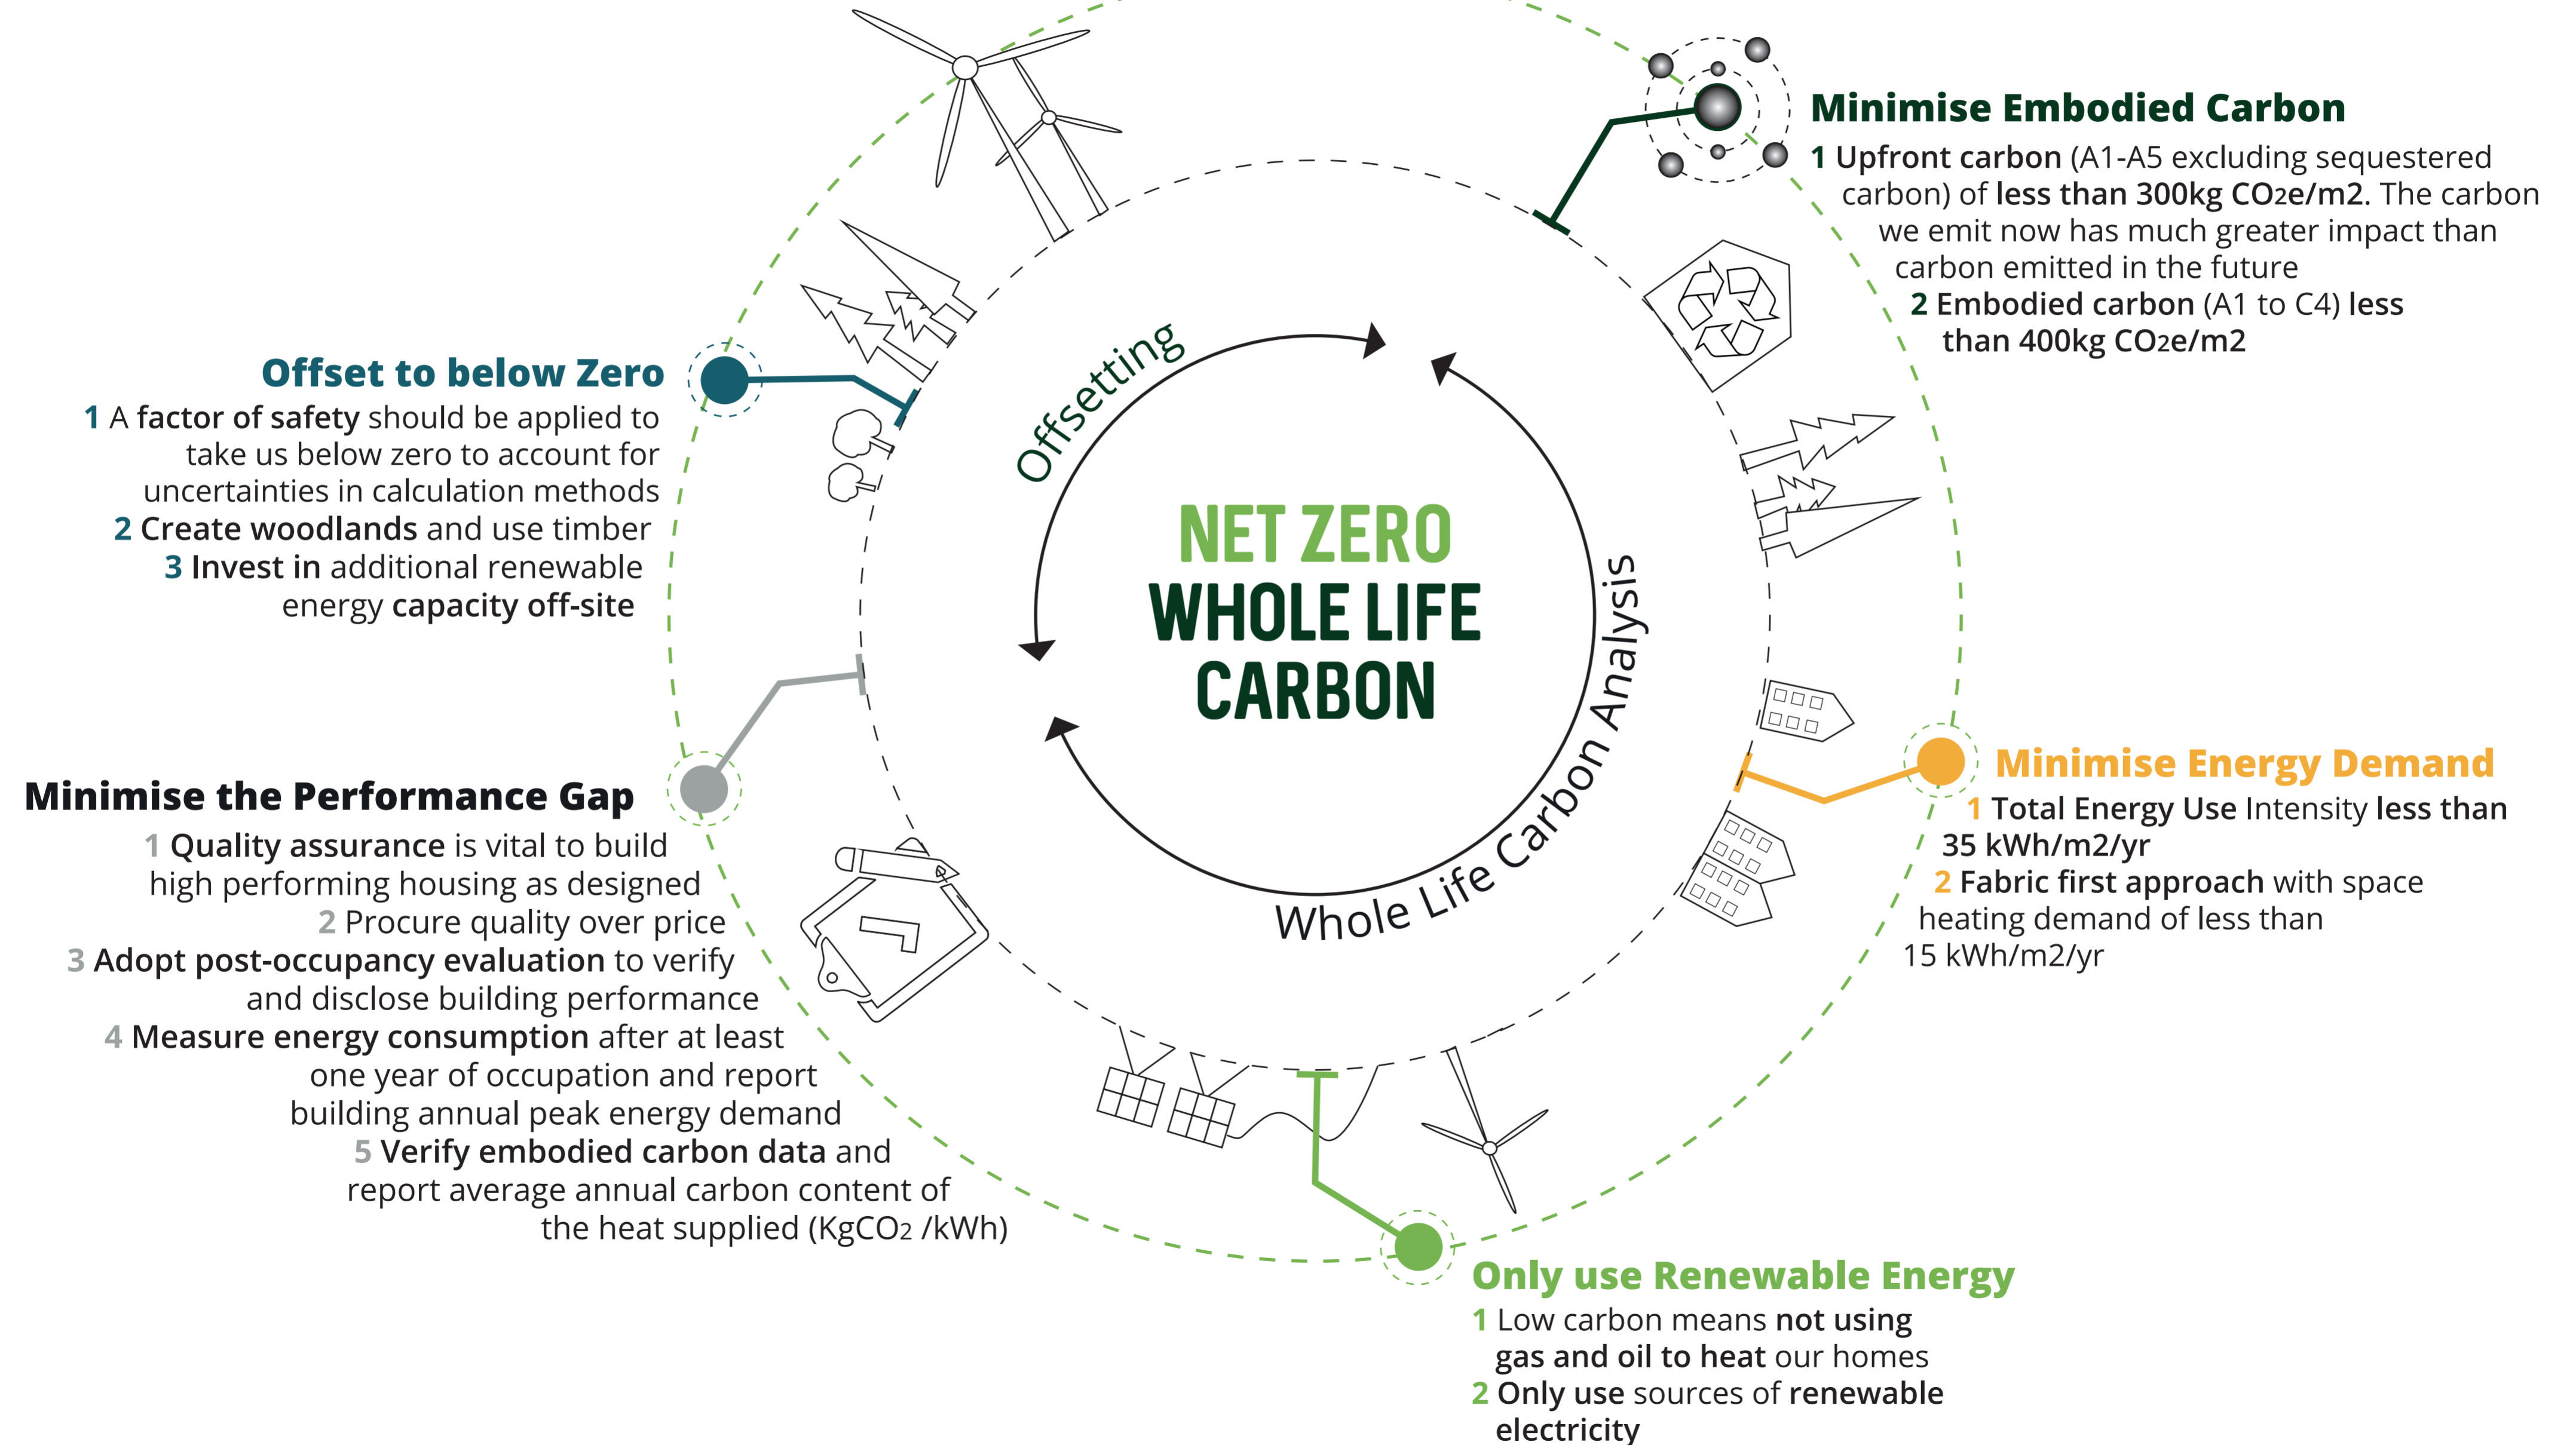 Minimise Embodied Carbon
1 Upfront carbon (A1-A5 excluding sequestered
carbon) of less than 300kg CO2e/m2. The carbon
we emit now has much greater impact than
carbon emitted in the future
2 Embodied carbon (A1 to C4) less
than 400kg CO2e/m2
Offset to below Zero
1 A factor of safety should be applied to
take us below zero to account for
uncertainties in calculation methods
2 Create woodlands and use timber
3 Invest in additional renewable
energy capacity off-site
Offsetting
NET ZERO
WHOLE LIFE
CARBON
Whole Life Carbon Analysis
Minimise Energy Demand
1 Total Energy Use Intensity less than
35 kWh/m2/yr
2 Fabric first approach with space
heating demand of less than
15 kWh/m2/yr
Minimise the Performance Gap
1 Quality assurance is vital to build
high performing housing as designed
2 Procure quality over price
3 Adopt post-occupancy evaluation to verify
and disclose building performance
4 Measure energy consumption after at least
one year of occupation and report
building annual peak energy demand
5 Verify embodied carbon data and
report average annual carbon content of
the heat supplied (KgCO2 /kWh)
Only use Renewable Energy
1 Low carbon means not using
gas and oil to heat our homes
2 Only use sources of renewable
electricity